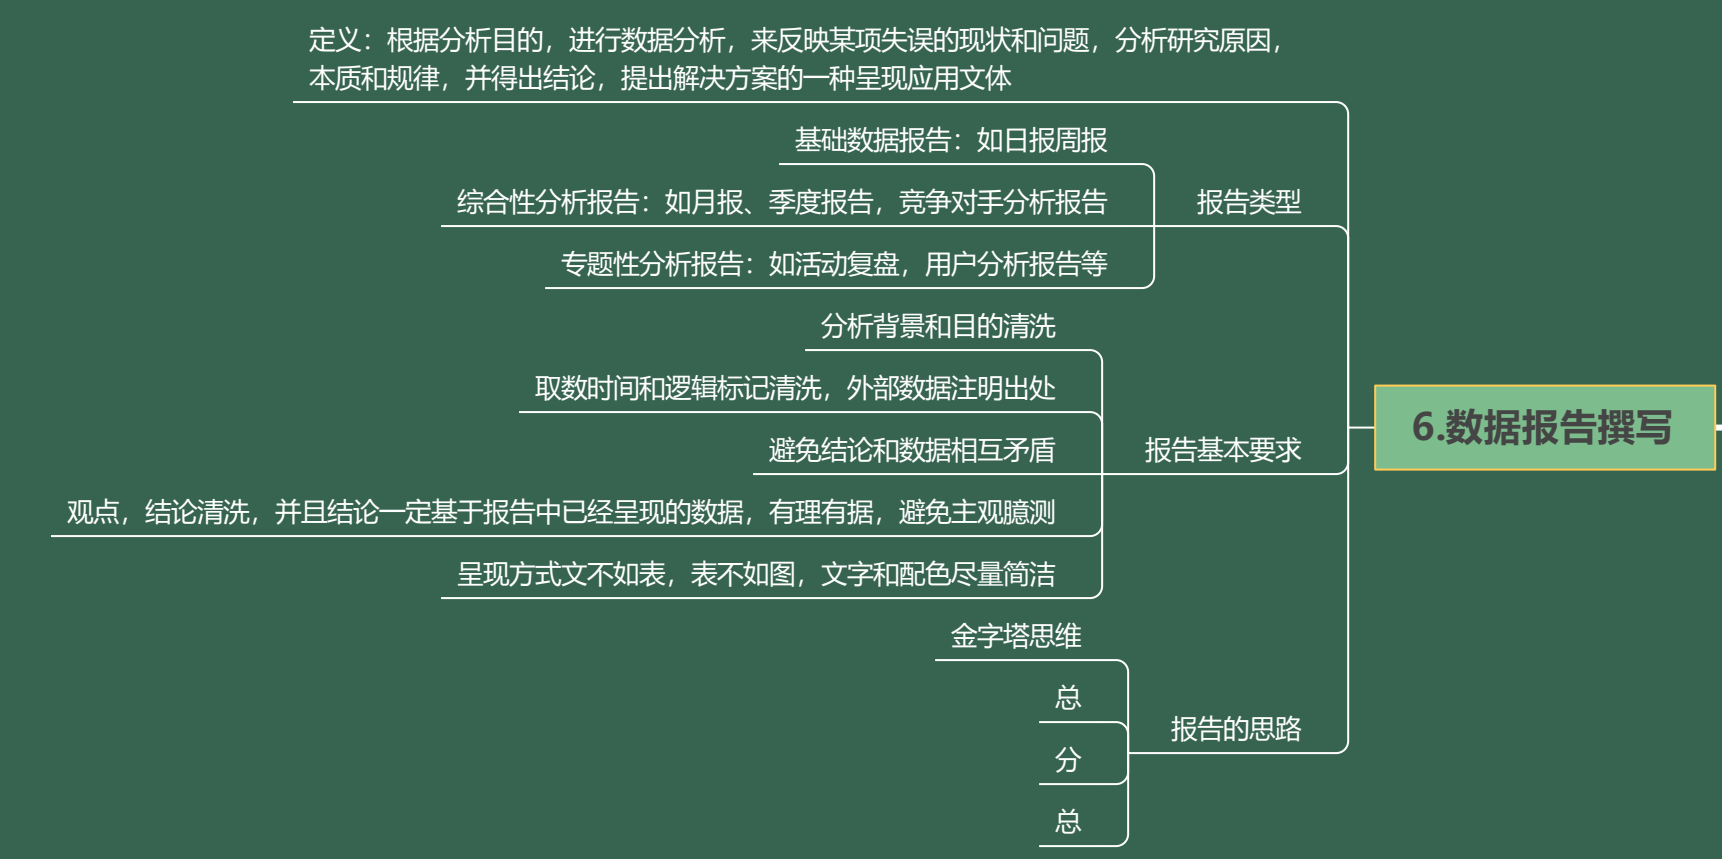 定义：根据分析目的，进行数据分析，来反映某项失误的现状和问题，分析研究原因，
本质和规律，并得出结论，提出解决方案的一种呈现应用文体
基础数据报告：如日报周报
综合性分析报告：如月报、季度报告，竞争对手分析报告
报告类型
专题性分析报告：如活动复盘，用户分析报告等
分析背景和目的清洗
取数时间和逻辑标记清洗，外部数据注明出处
6.数据报告撰写
避免结论和数据相互矛盾
报告基本要求
观点，结论清洗，并且结论一定基于报告中已经呈现的数据，有理有据，避免主观臆测
呈现方式文不如表，表不如图，文字和配色尽量简洁
金字塔思维
总
报告的思路
分
总